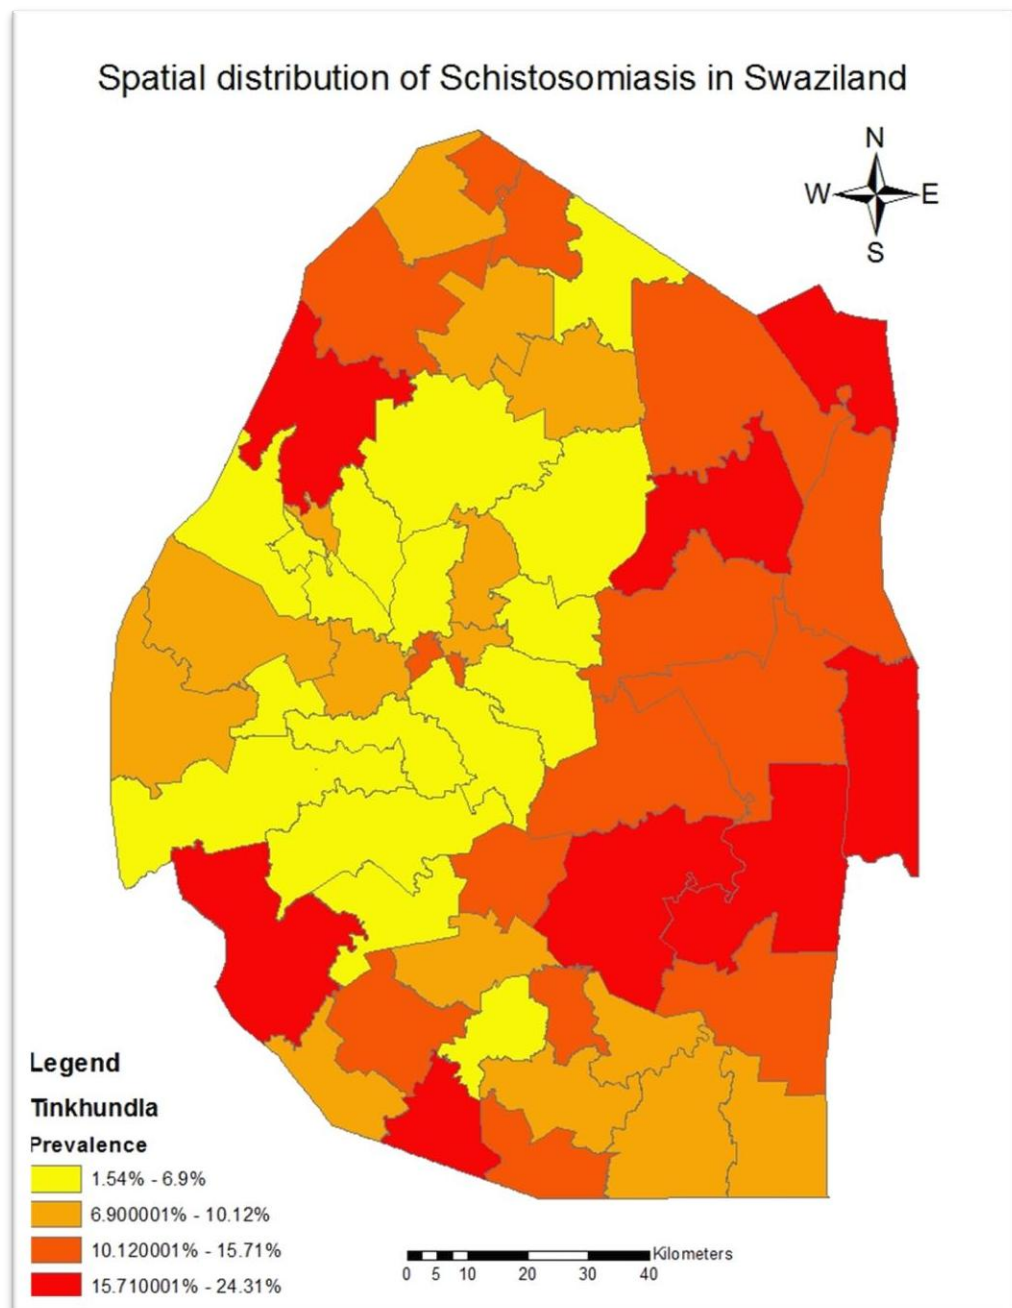 Spatial distribution of Schistosomiasis in Swaziland
N
W E
S
Legend
Tinkhundla
Prevalence
1.54% - 6.9%
6.900001% - 10.12%
10.120001% - 15.71%
15.710001% - 24.31%
Kilometers
0 5 10 20 30 40